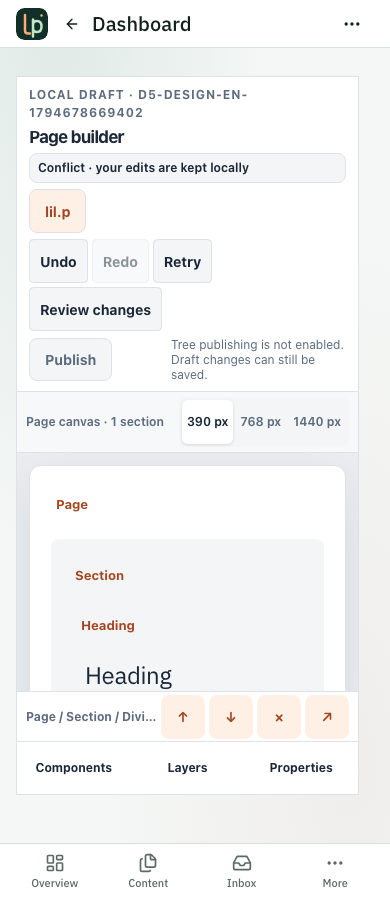 lp
Dashboard
LOCAL DRAFT · D5-DESIGN-EN-
1794678669402
Page builder
Conflict · your edits are kept locally
lil.p
Undo
Redo
Retry
Review changes
Publish
Tree publishing is not enabled.
Draft changes can still be
saved.
Page canvas · 1 section
390 px
768 px
1440 px
Page
Section
Heading
Heading
Page / Section / Divi...
Components
Layers
Properties
Overview
Content
Inbox
More